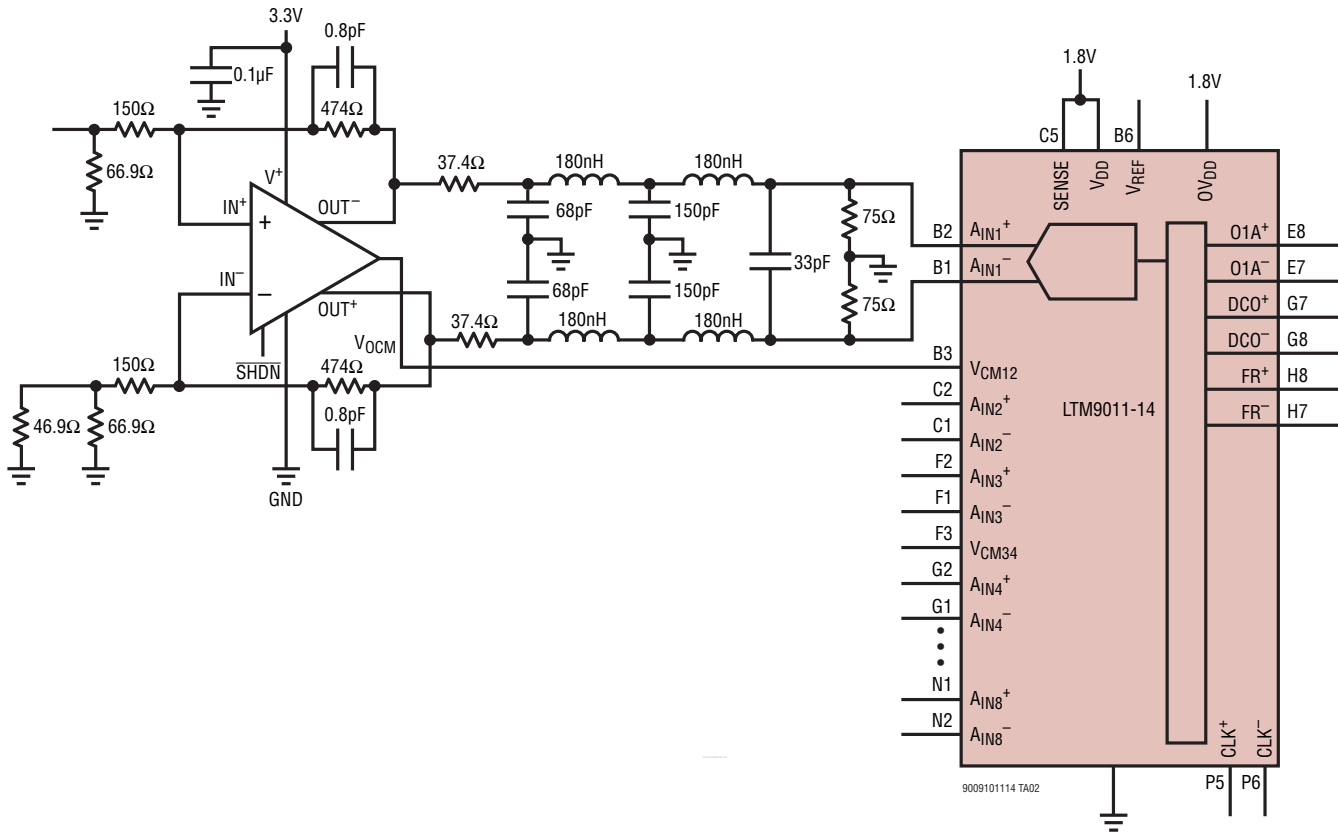 3.3V
0.8pF
0.1µF
1.8V
1.8V
150Ω
474Ω
C5
B6
66.9Ω
V+
37.4Ω
180nH
180nH
SENSE
VDD
VREF
OVDD
IN+
OUT−
+
68pF
150pF
75Ω
B2
AIN1+
O1A+
E8
33pF
B1
AIN1−
O1A−
E7
IN−
−
OUT+
68pF
150pF
75Ω
DCO+
G7
37.4Ω
180nH
180nH
VOCM
DCO−
G8
150Ω
SHDN
474Ω
B3
VCM12
FR+
H8
C2
AIN2+
LTM9011-14
FR−
H7
46.9Ω
66.9Ω
0.8pF
C1
AIN2−
F2
AIN3+
GND
F1
AIN3−
F3
VCM34
G2
AIN4+
G1
AIN4−
N1
AIN8+
N2
AIN8−
CLK+
CLK−
9009101114 TA02
P5
P6